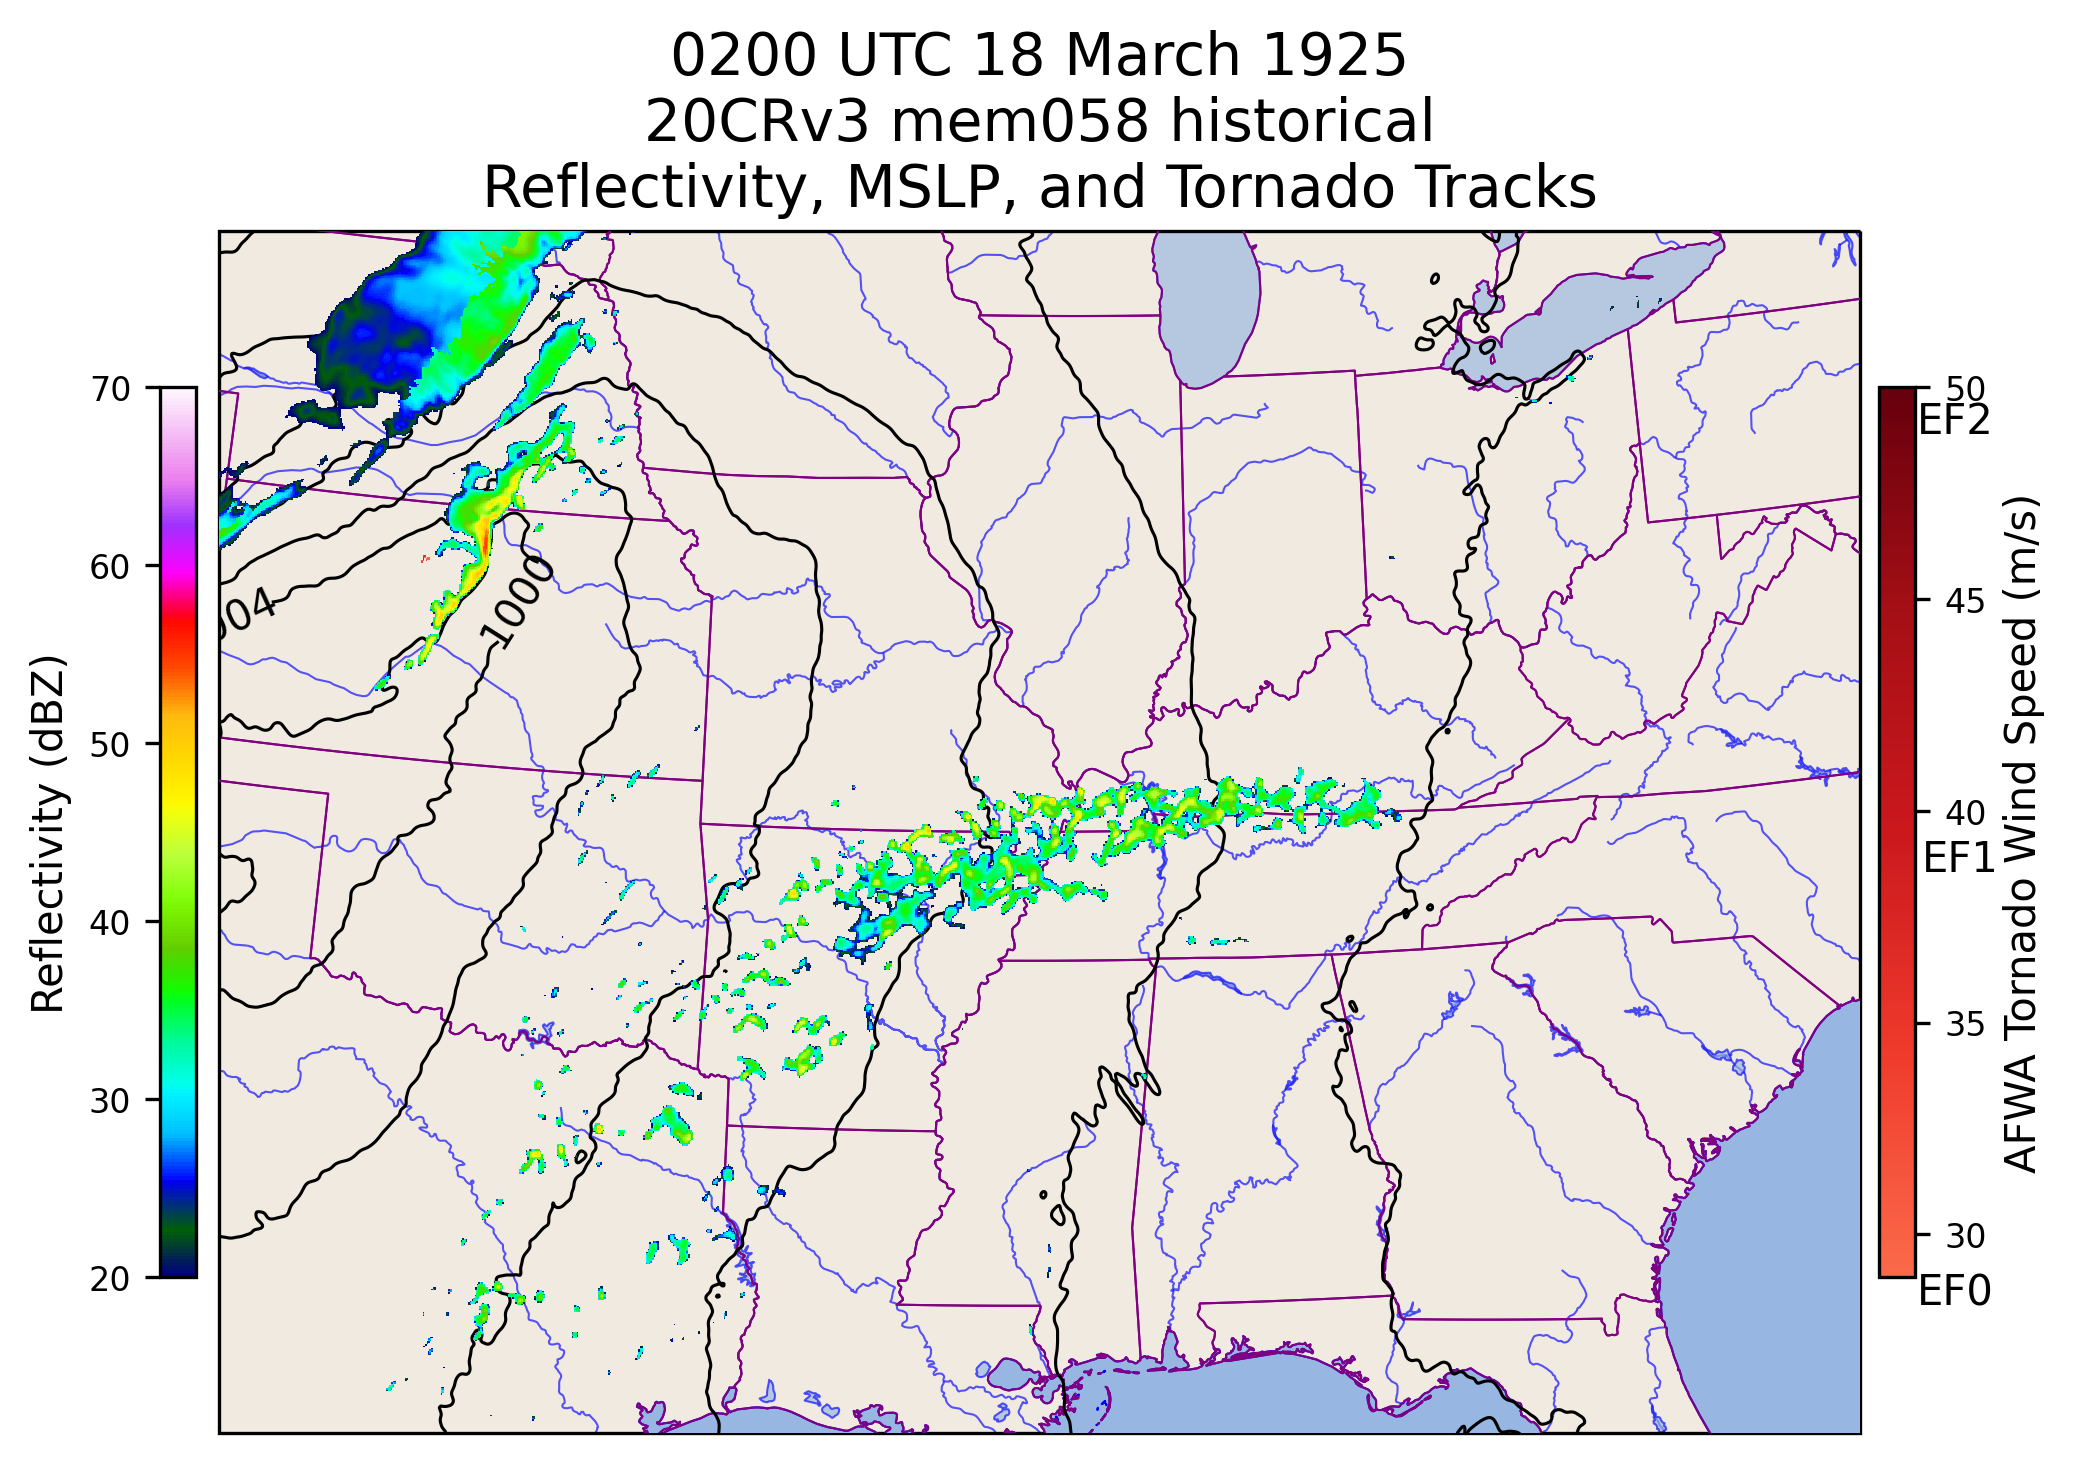 0200 UTC 18 March 1925
20CRv3 mem058 historical
Reflectivity, MSLP, and Tornado Tracks
Reflectivity (dBZ)
70
60
50
40
30
20
1000
AFWA Tornado Wind Speed (m/s)
50
EF2
45
40
EF1
35
30
EF0